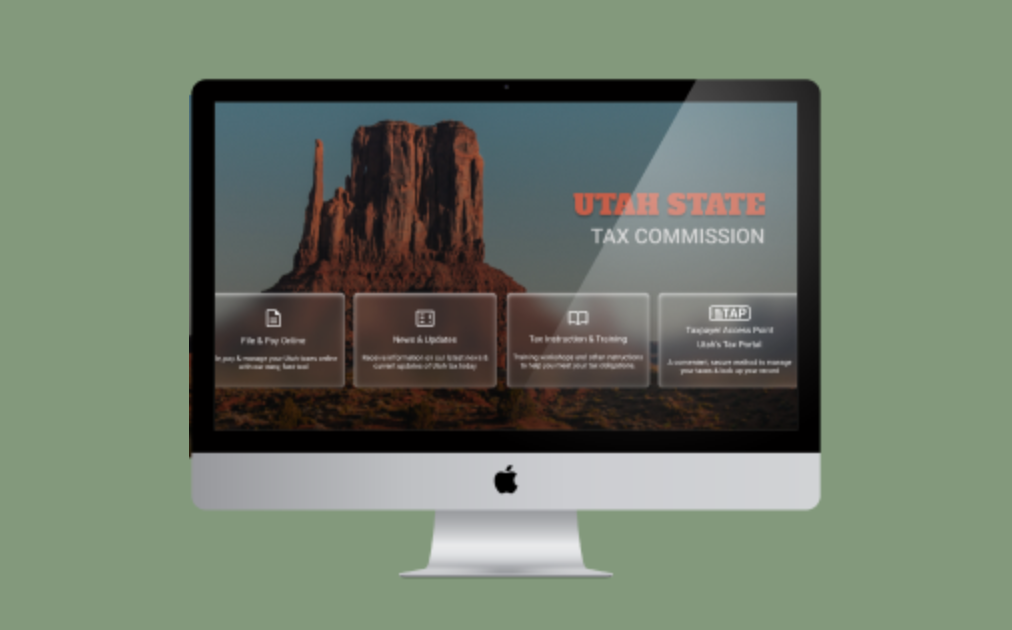 UTAH STATE
TAX COMMISSION
File & Pay Online
pay & manage your Utah taxes online
with our easy, fast tool
News & Updates
Receive information on our latest news &
current updates of Utah tax today
Tax Instruction & Training
Training workshops and other instructions
to help you meet your tax obligations.
TAP
Taxpayer Access Point
Utah's Tax Portal
A convenient, secure method to manage
your taxes & look up your record